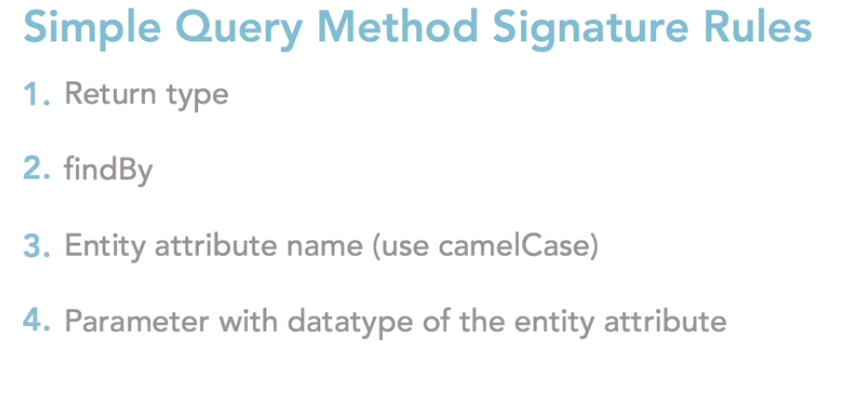 Simple Query Method Signature Rules
1. Return type
2. findBy
3. Entity attribute name (use camelCase)
4. Parameter with datatype of the entity attribute